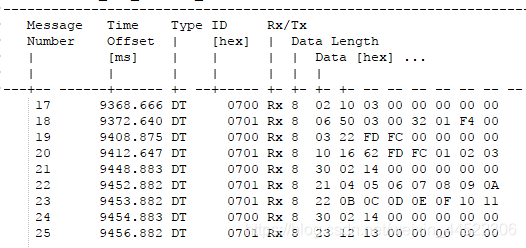 Message Time Type ID Rx/Tx
Number Offset | [hex] | Data Length
| [ms] | | | | Data [hex] ...
| | | | | | |
17 9368.666 DT 0700 Rx 8 02 10 03 00 00 00 00 00
18 9372.640 DT 0701 Rx 8 06 50 03 00 32 01 F4 00
19 9408.875 DT 0700 Rx 8 03 22 FD FC 00 00 00 00
20 9412.647 DT 0701 Rx 8 10 16 62 FD FC 01 02 03
21 9448.883 DT 0700 Rx 8 30 02 14 00 00 00 00 00
22 9452.882 DT 0701 Rx 8 21 04 05 06 07 08 09 0A
23 9453.882 DT 0701 Rx 8 22 0B 0C 0D 0E 0F 10 11
24 9454.883 DT 0700 Rx 8 30 02 14 00 00 00 00 00
25 9456.882 DT 0701 Rx 8 23 12 13